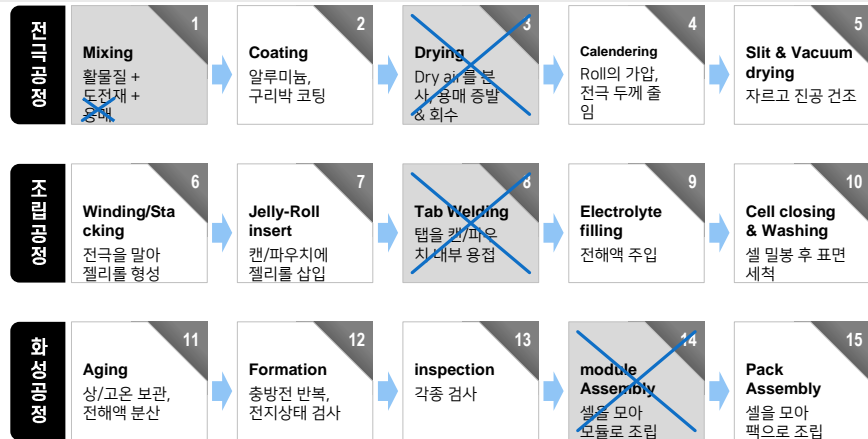 전극공정
1
Mixing
활물질 +
도전재 +
용매
2
Coating
알루미늄,
구리박 코팅
3
Drying
Dry air를 분
사, 용매 증발
& 회수
4
Calendering
Roll의 가압,
전극 두께 줄
임
5
Slit & Vacuum
drying
자르고 진공 건조
조립공정
6
Winding/Sta
cking
전극을 말아
젤리롤 형성
7
Jelly-Roll
insert
캔/파우치에
젤리롤 삽입
8
Tab Welding
탭을 캔/파우
치 내부 용접
9
Electrolyte
filling
전해액 주입
10
Cell closing
& Washing
셀 밀봉 후 표면
세척
화성공정
11
Aging
상/고온 보관,
전해액 분산
12
Formation
충방전 반복,
전지상태 검사
13
inspection
각종 검사
14
module
Assembly
셀을 모아
모듈로 조립
15
Pack
Assembly
셀을 모아
팩으로 조립